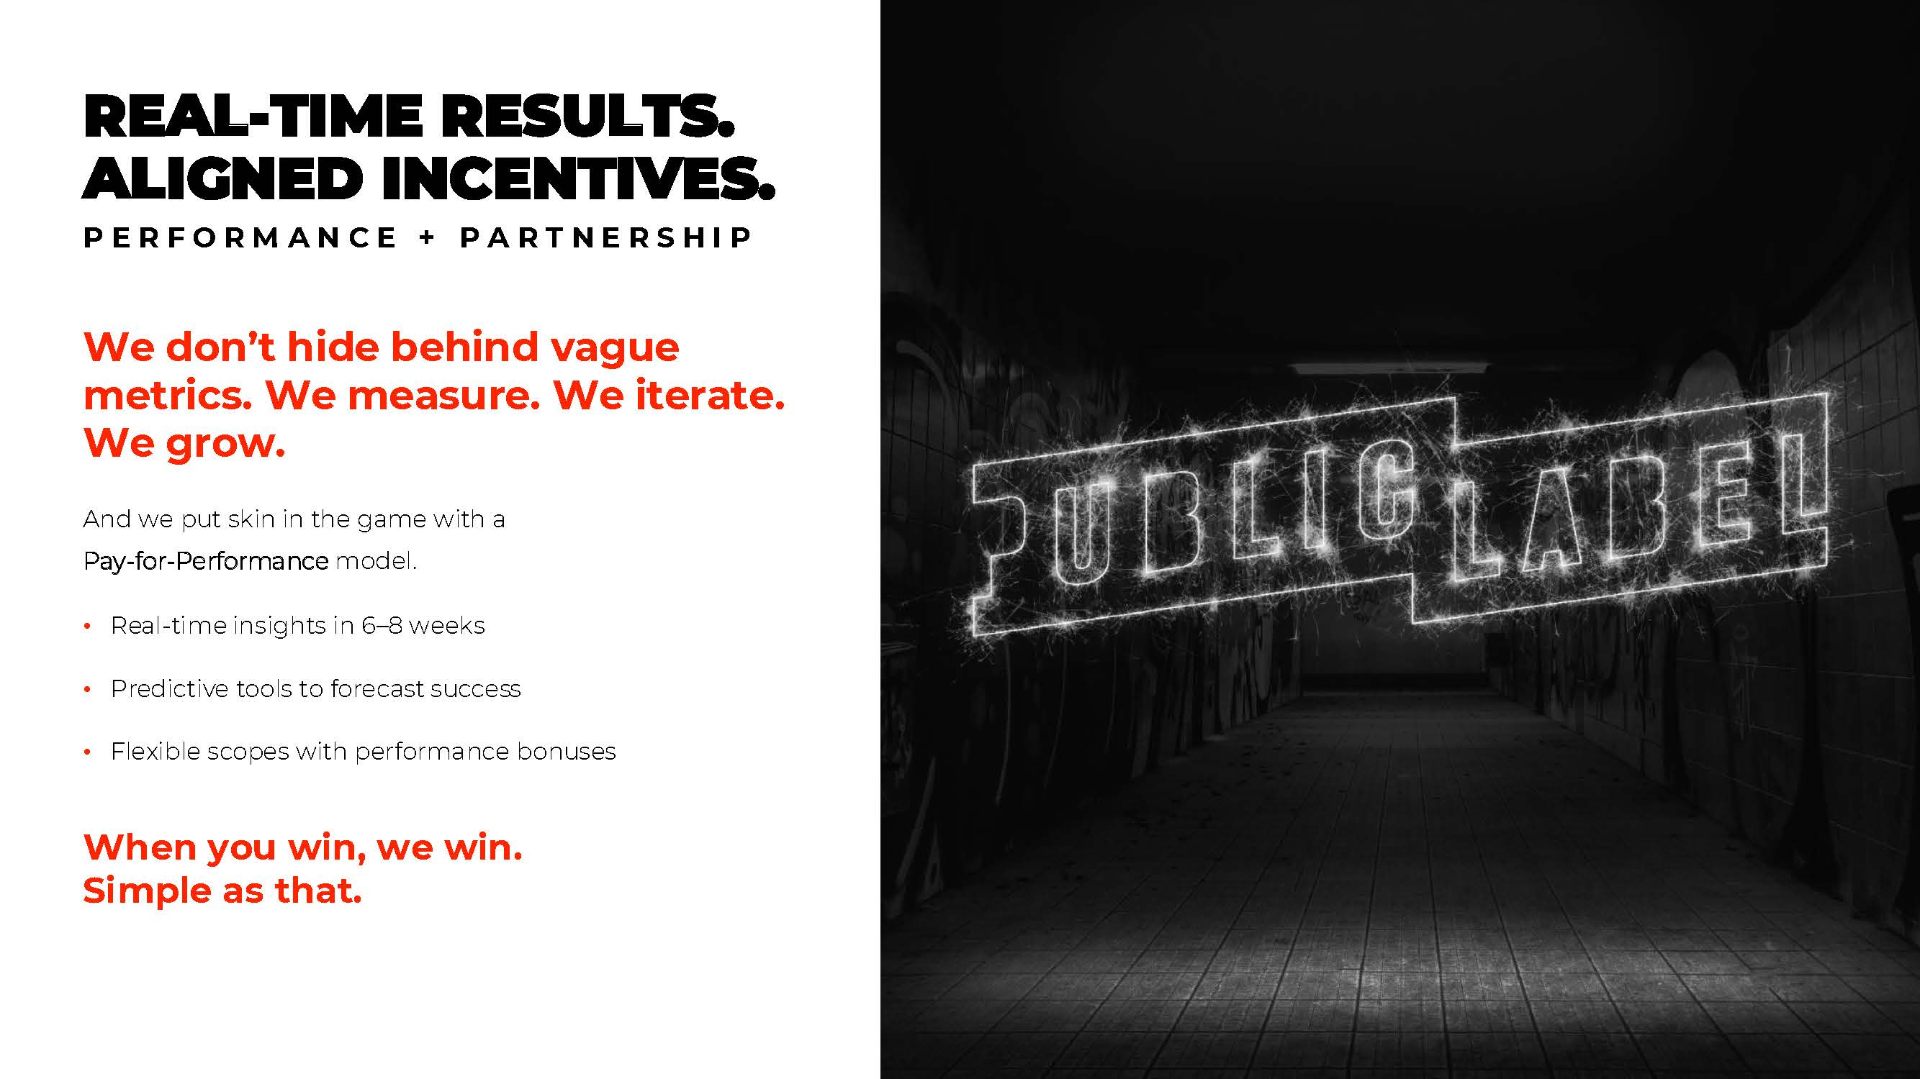 REAL-TIME RESULTS.
ALIGNED INCENTIVES.
PERFORMANCE + PARTNERSHIP
We don’t hide behind vague
metrics. We measure. We iterate.
We grow.
And we put skin in the game with a
Pay-for-Performance model.
• Real-time insights in 6–8 weeks
• Predictive tools to forecast success
• Flexible scopes with performance bonuses
When you win, we win.
Simple as that.
PUBLIC LABEL